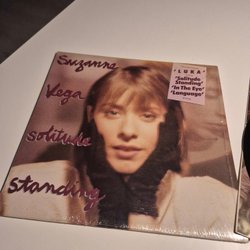 Suzanne
Vega
solitude
standing
"LUKA"
"Solitude
Standing"
"In The Eye"
"Language"